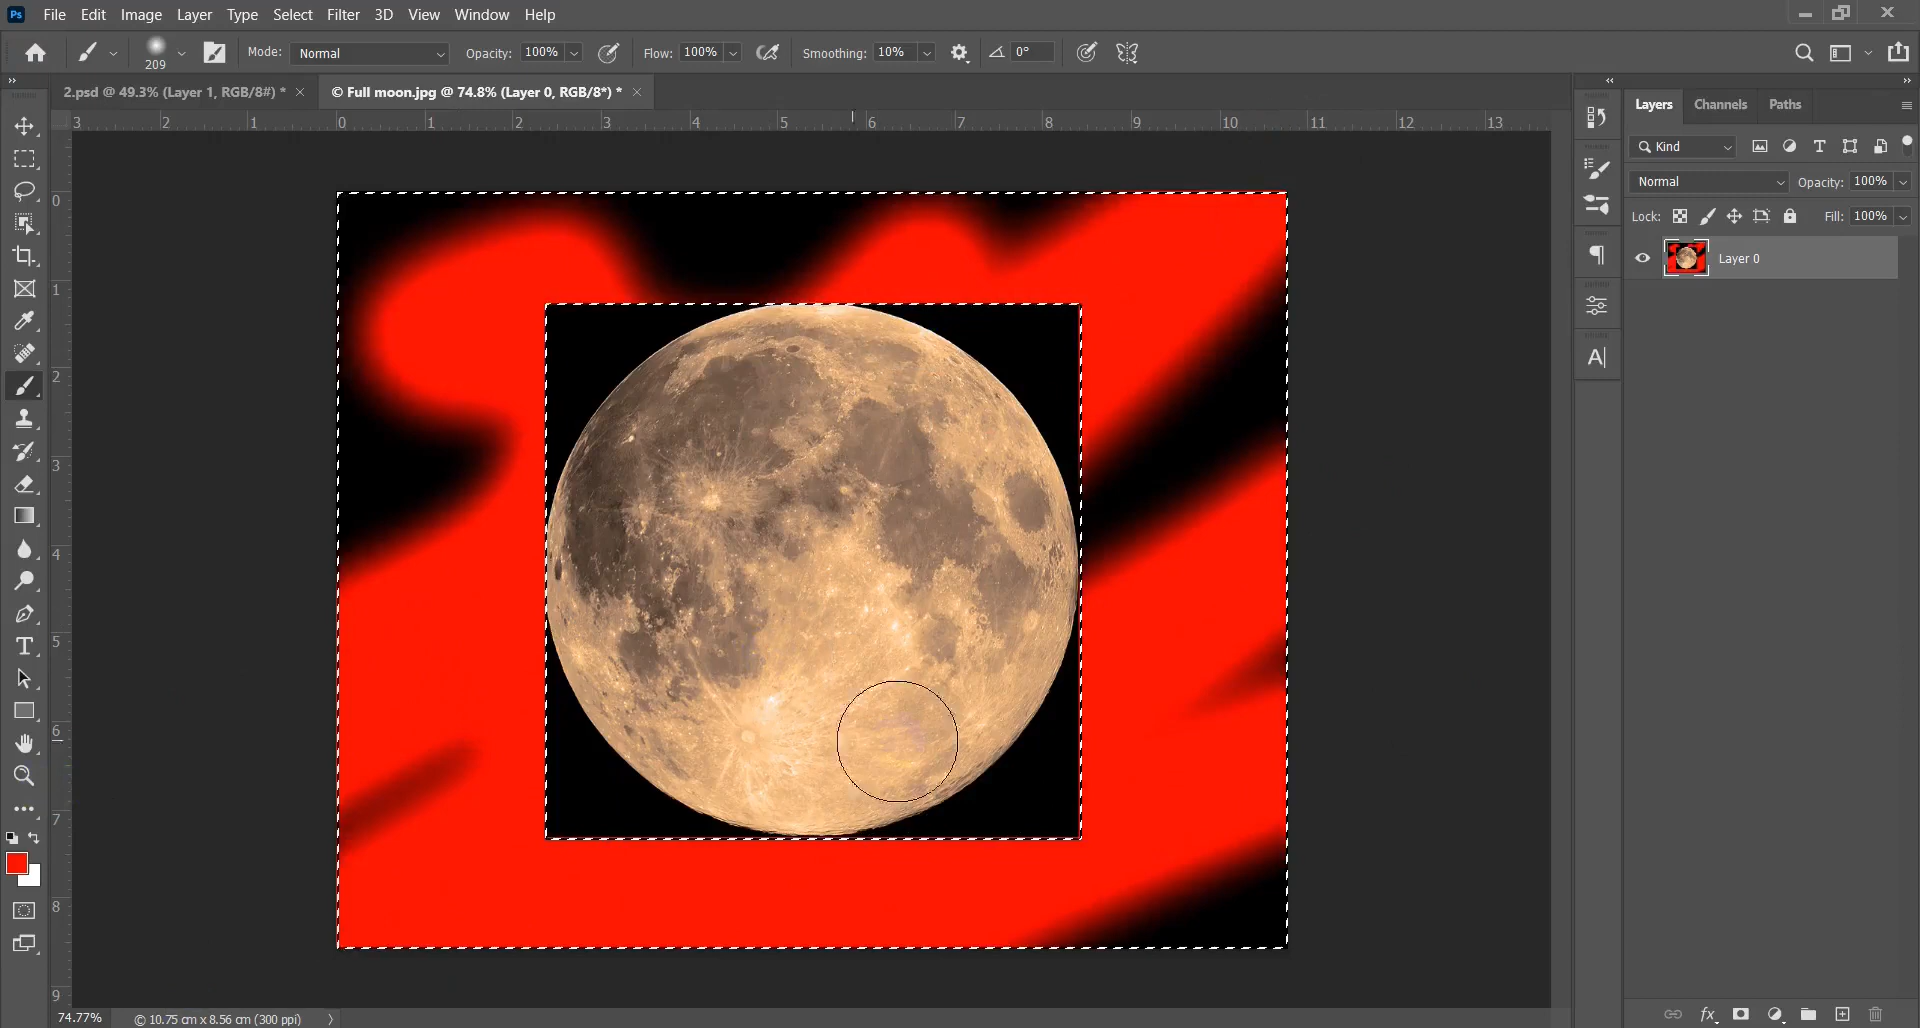 Ps File Edit Image Layer Type Select Filter 3D View Window Help
209 Mode: Normal Opacity: 100% Flow: 100% Smoothing: 10% 0°
2.psd @ 49.3% (Layer 1, RGB/8#) * × © Full moon.jpg @ 74.8% (Layer 0, RGB/8*) * ×
3 2 1 0 1 2 3 4 5 6 7 8 9 10 11 12 13
0
1
2
3
4
5
6
7
8
9
Layers Channels Paths
Kind
Normal Opacity: 100%
Lock: Fill: 100%
Layer 0
74.77% © 10.75 cm x 8.56 cm (300 ppi)